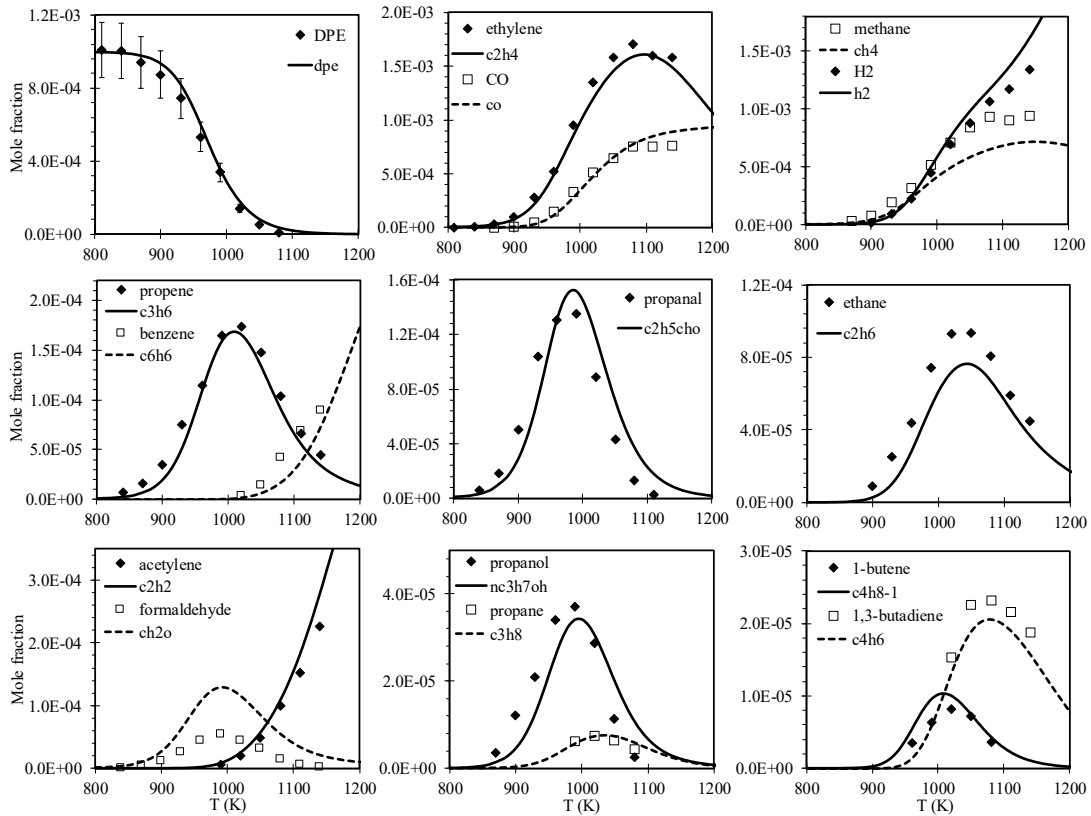 1.2E-03
8.0E-04
4.0E-04
0.0E+00
Mole fraction
DPE
dpe
800 900 1000 1100 1200
2.0E-03
1.5E-03
1.0E-03
5.0E-04
0.0E+00
ethylene
c2h4
CO
co
800 900 1000 1100 1200
1.5E-03
1.0E-03
5.0E-04
0.0E+00
methane
ch4
H2
h2
800 900 1000 1100 1200
2.0E-04
1.5E-04
1.0E-04
5.0E-05
0.0E+00
Mole fraction
propene
c3h6
benzene
c6h6
800 900 1000 1100 1200
1.6E-04
1.2E-04
8.0E-05
4.0E-05
0.0E+00
propanal
c2h5cho
800 900 1000 1100 1200
1.2E-04
8.0E-05
4.0E-05
0.0E+00
ethane
c2h6
800 900 1000 1100 1200
3.0E-04
2.0E-04
1.0E-04
0.0E+00
Mole fraction
acetylene
c2h2
formaldehyde
ch2o
800 900 1000 1100 1200
T (K)
4.0E-05
2.0E-05
0.0E+00
propanol
nc3h7oh
propane
c3h8
800 900 1000 1100 1200
T (K)
3.0E-05
2.0E-05
1.0E-05
0.0E+00
1-butene
c4h8-1
1,3-butadiene
c4h6
800 900 1000 1100 1200
T (K)